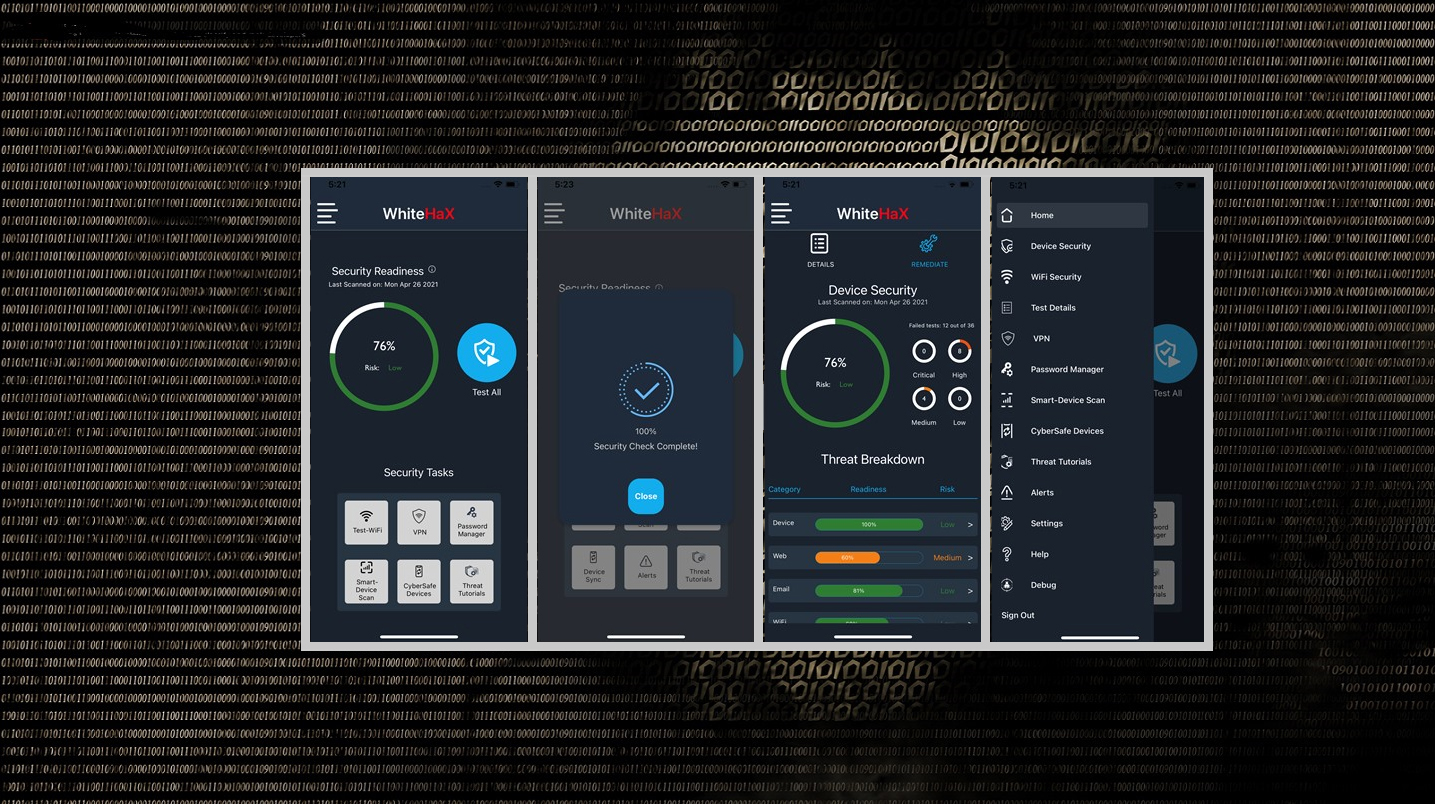 5:21
WhiteHaX
Security Readiness
Last Scanned on: Mon Apr 26 2021
76%
Risk: Low
Test All
Security Tasks
Test-WiFi
VPN
Password
Manager
Smart-
Device
Scan
CyberSafe
Devices
Threat
Tutorials
5:23
WhiteHaX
Security Readiness
100%
Security Check Complete!
Close
Scan
Device
Sync
Alerts
Threat
Tutorials
5:21
WhiteHaX
DETAILS
REMEDIATE
Device Security
Last Scanned on: Mon Apr 26 2021
Failed tests: 12 out of 36
76%
Risk: Low
0
8
Critical
High
4
0
Medium
Low
Threat Breakdown
Category Readiness Risk
Device 100% Low >
Web 60% Medium >
Email 81% Low >
WiFi
5:21
Home
Device Security
WiFi Security
Test Details
VPN
Password Manager
Smart-Device Scan
CyberSafe Devices
Threat Tutorials
Alerts
Settings
Help
Debug
Sign Out
Test All